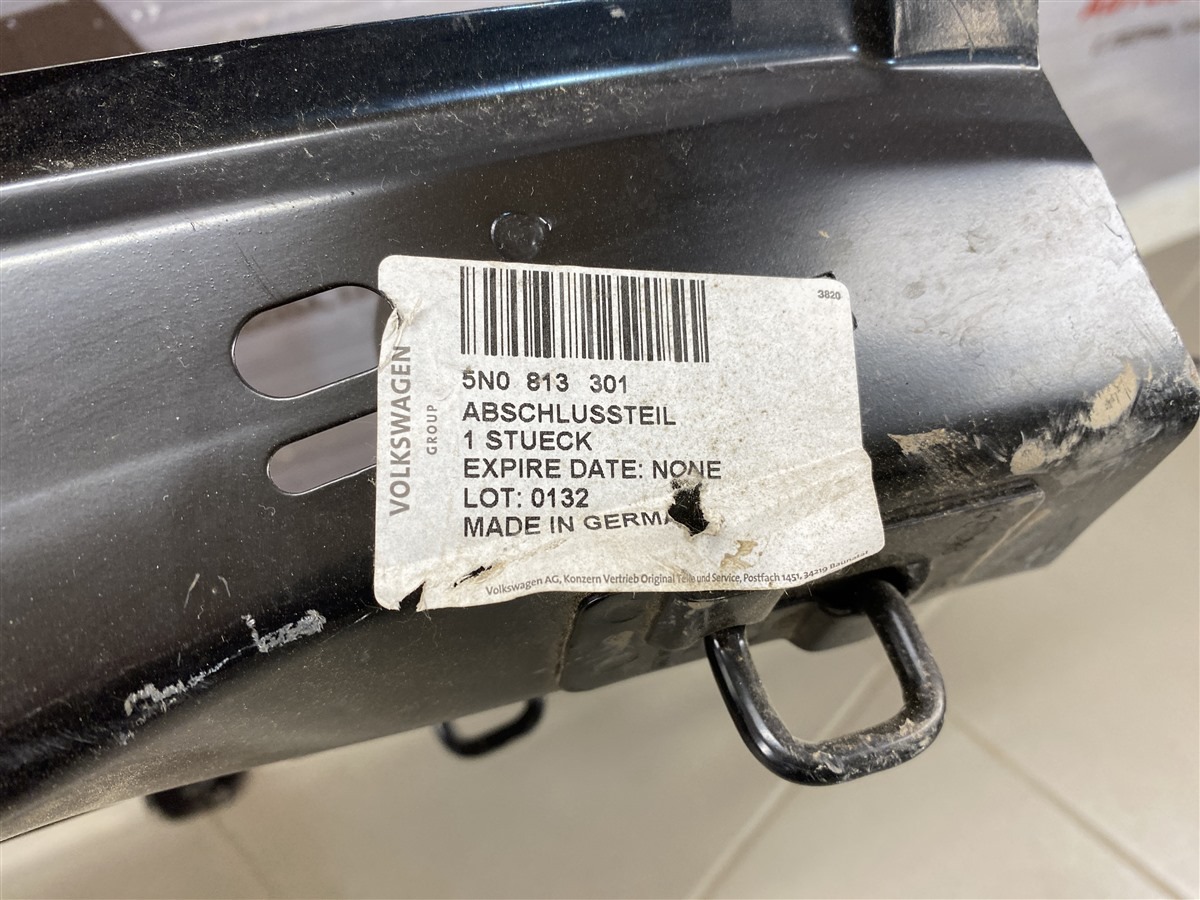 3820
5N0 813 301
ABSCHLUSSTEIL
1 STUECK
EXPIRE DATE: NONE
LOT: 0132
MADE IN GERMA
VOLKSWAGEN
GROUP
Volkswagen AG, Konzern Vertrieb Original Teile und Service, Postfach 1451, 34219 Baunatal